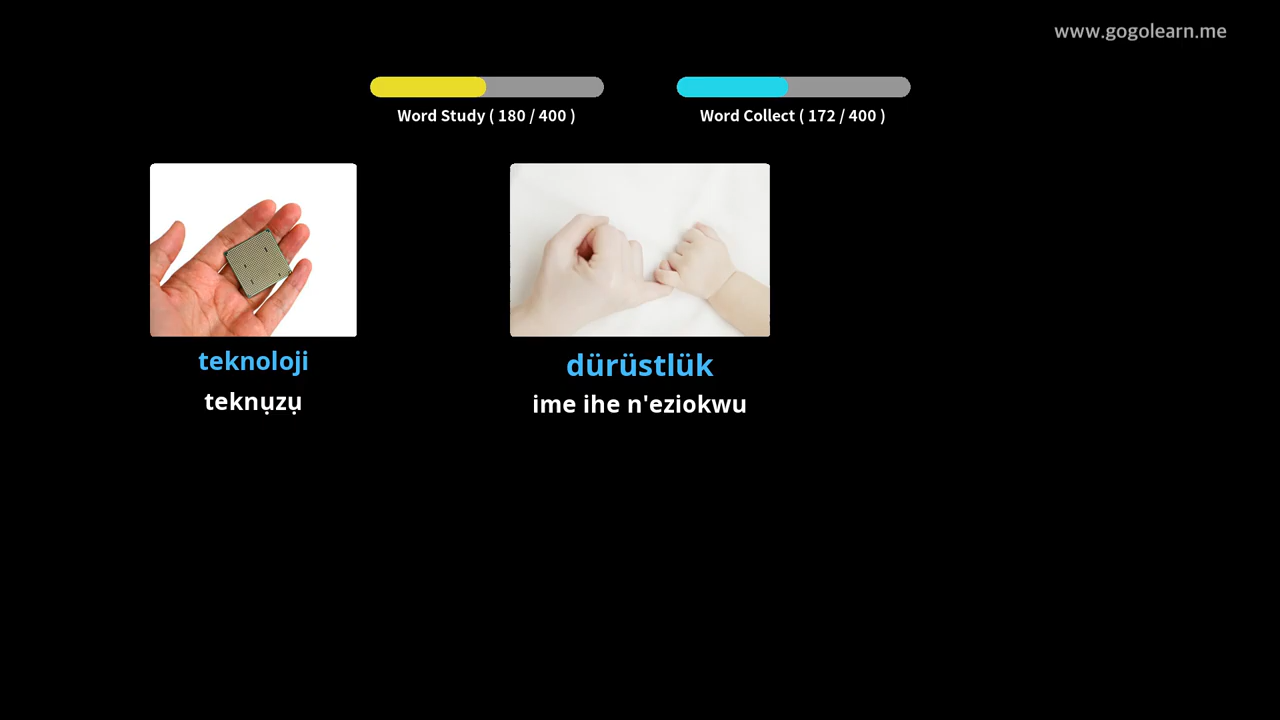 www.gogolearn.me
Word Study ( 180 / 400 )
Word Collect ( 172 / 400 )
teknoloji
teknụzụ
dürüstlük
ime ihe n'eziokwu